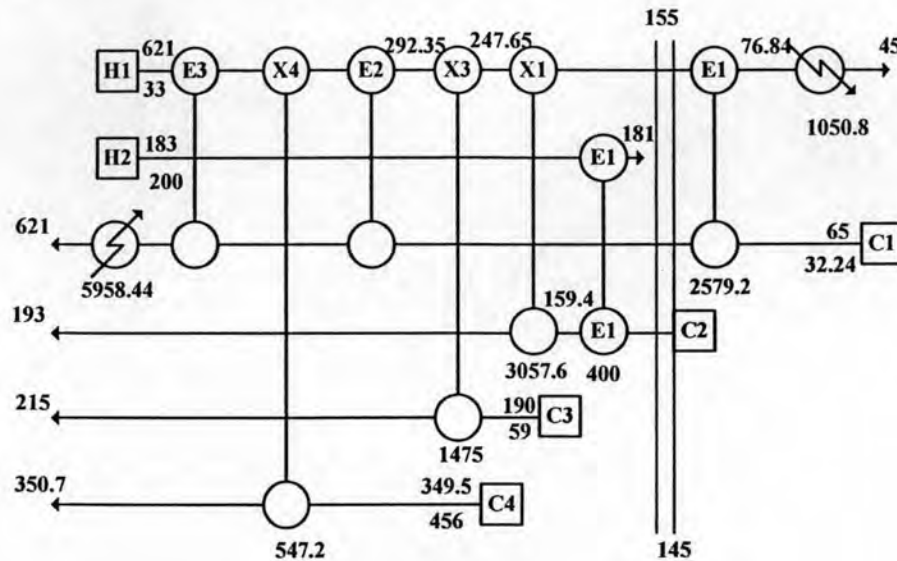 155
621 292.35 247.65 76.84 45
H1 E3 X4 E2 X3 X1 E1
33
1050.8
183 181
H2 E1
200
621 65
C1
5958.44 2579.2 32.24
193 159.4
E1 C2
3057.6 400
215 190
C3
59
1475
350.7 349.5
C4
456
547.2 145